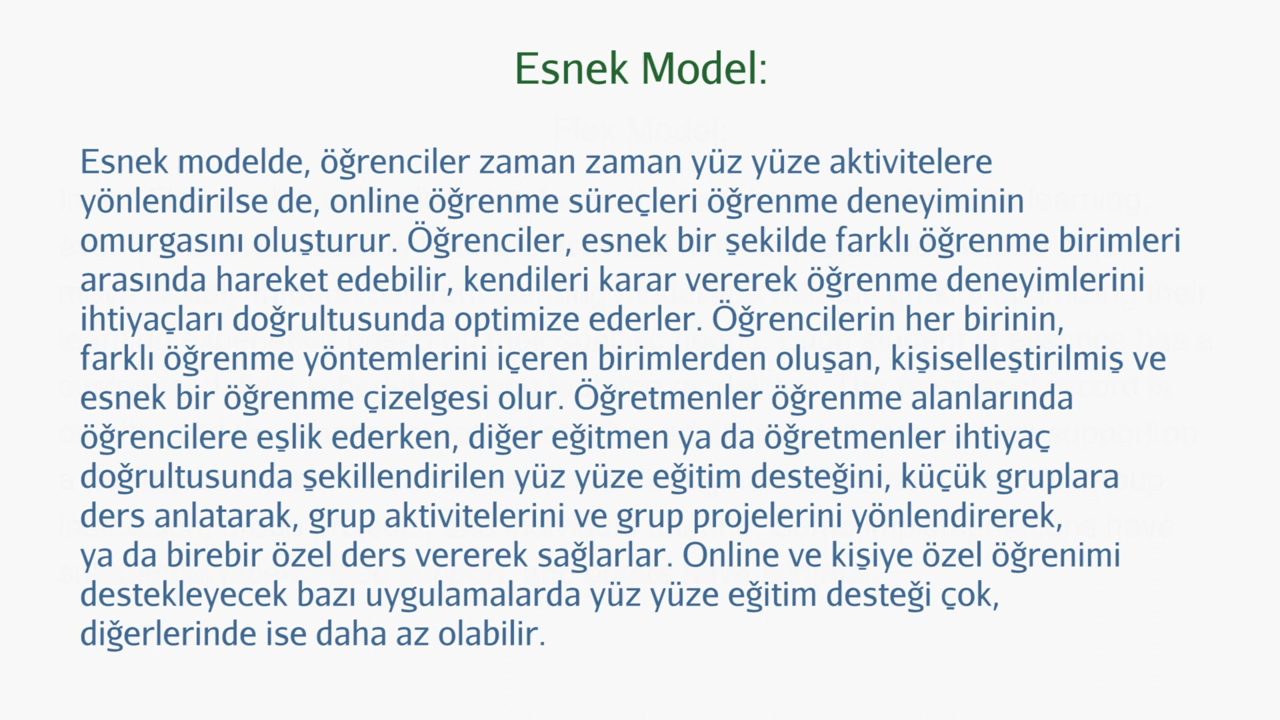 Esnek Model:
Esnek modelde, öğrenciler zaman zaman yüz yüze aktivitelere
yönlendirilse de, online öğrenme süreçleri öğrenme deneyiminin
omurgasını oluşturur. Öğrenciler, esnek bir şekilde farklı öğrenme birimleri
arasında hareket edebilir, kendileri karar vererek öğrenme deneyimlerini
ihtiyaçları doğrultusunda optimize ederler. Öğrencilerin her birinin,
farklı öğrenme yöntemlerini içeren birimlerden oluşan, kişiselleştirilmiş ve
esnek bir öğrenme çizelgesi olur. Öğretmenler öğrenme alanlarında
öğrencilere eşlik ederken, diğer eğitmen ya da öğretmenler ihtiyaç
doğrultusunda şekillendirilen yüz yüze eğitim desteğini, küçük gruplara
ders anlatarak, grup aktivitelerini ve grup projelerini yönlendirerek,
ya da birebir özel ders vererek sağlarlar. Online ve kişiye özel öğrenimi
destekleyecek bazı uygulamalarda yüz yüze eğitim desteği çok,
diğerlerinde ise daha az olabilir.